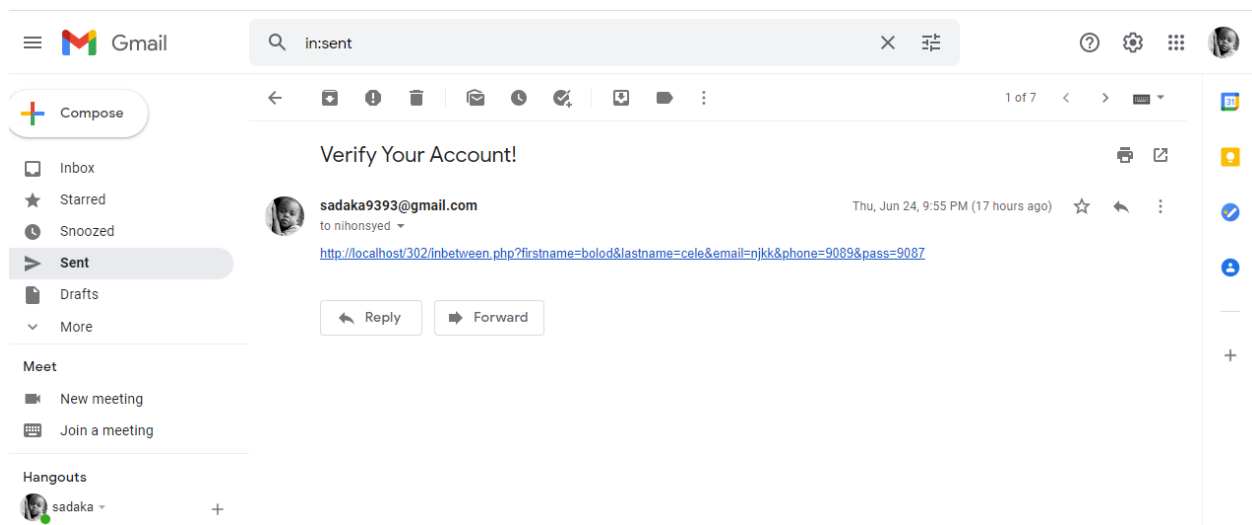 Gmail
in:sent
Compose
1 of 7
31
Inbox
Starred
Snoozed
Sent
Drafts
More
Verify Your Account!
sadaka9393@gmail.com
Thu, Jun 24, 9:55 PM (17 hours ago)
to nihonsyed
http://localhost/302/inbetween.php?firstname=bolod&lastname=cele&email=njkk&phone=9089&pass=9087
Reply
Forward
Meet
New meeting
Join a meeting
Hangouts
sadaka